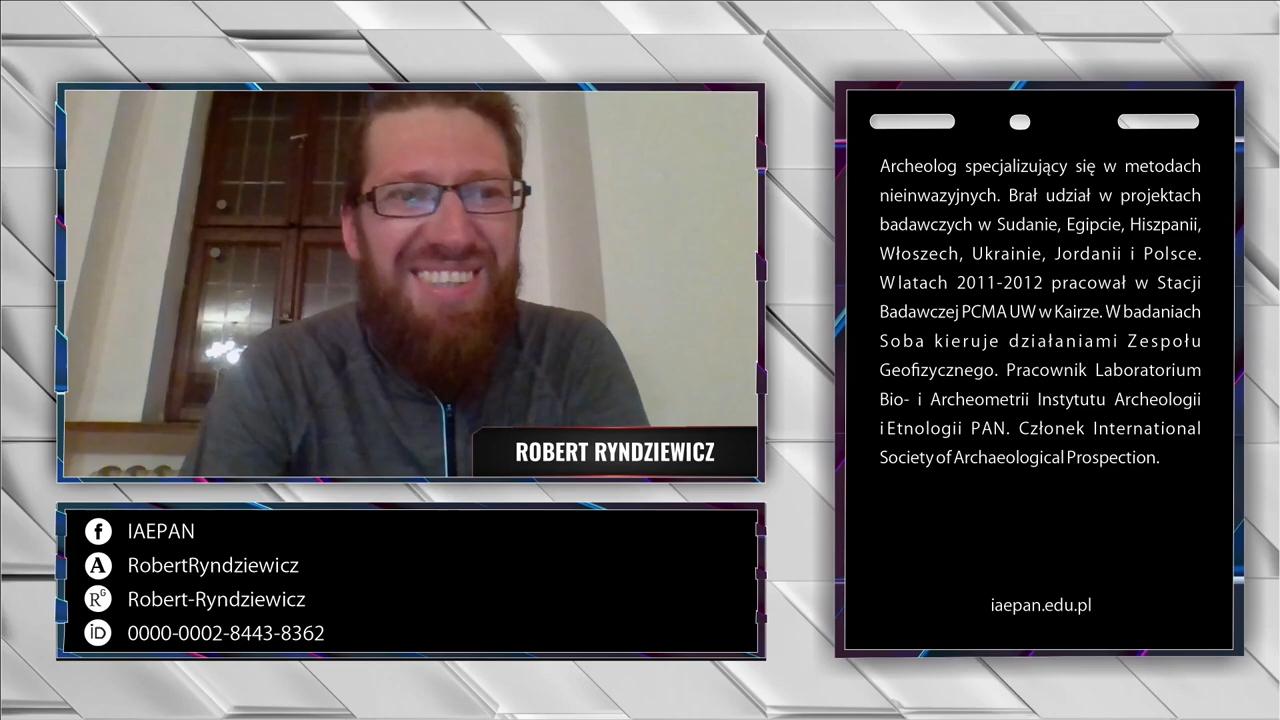 ROBERT RYNDZIEWICZ
f IAEPAN
A RobertRyndziewicz
RG Robert-Ryndziewicz
iD 0000-0002-8443-8362
Archeolog specjalizujący się w metodach
nieinwazyjnych. Brał udział w projektach
badawczych w Sudanie, Egipcie, Hiszpanii,
Włoszech, Ukrainie, Jordanii i Polsce.
W latach 2011-2012 pracował w Stacji
Badawczej PCMA UW w Kairze. W badaniach
Soba kieruje działaniami Zespołu
Geofizycznego. Pracownik Laboratorium
Bio- i Archeometrii Instytutu Archeologii
i Etnologii PAN. Członek International
Society of Archaeological Prospection.
iaepan.edu.pl